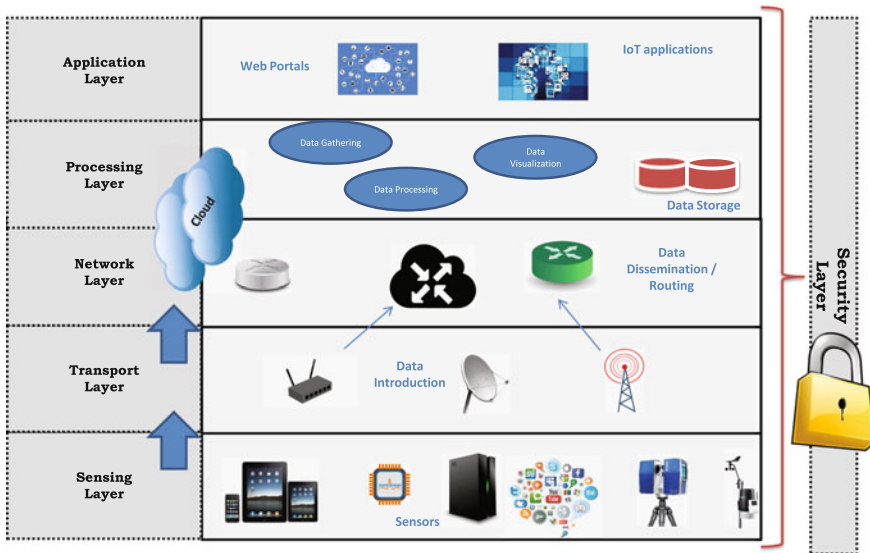 Application
Layer
Web Portals
IoT applications
Processing
Layer
Data Gathering
Data
Visualization
Data Processing
Data Storage
Cloud
Network
Layer
Data
Dissemination /
Routing
Transport
Layer
Data
Introduction
Sensing
Layer
Sensors
Security
Layer